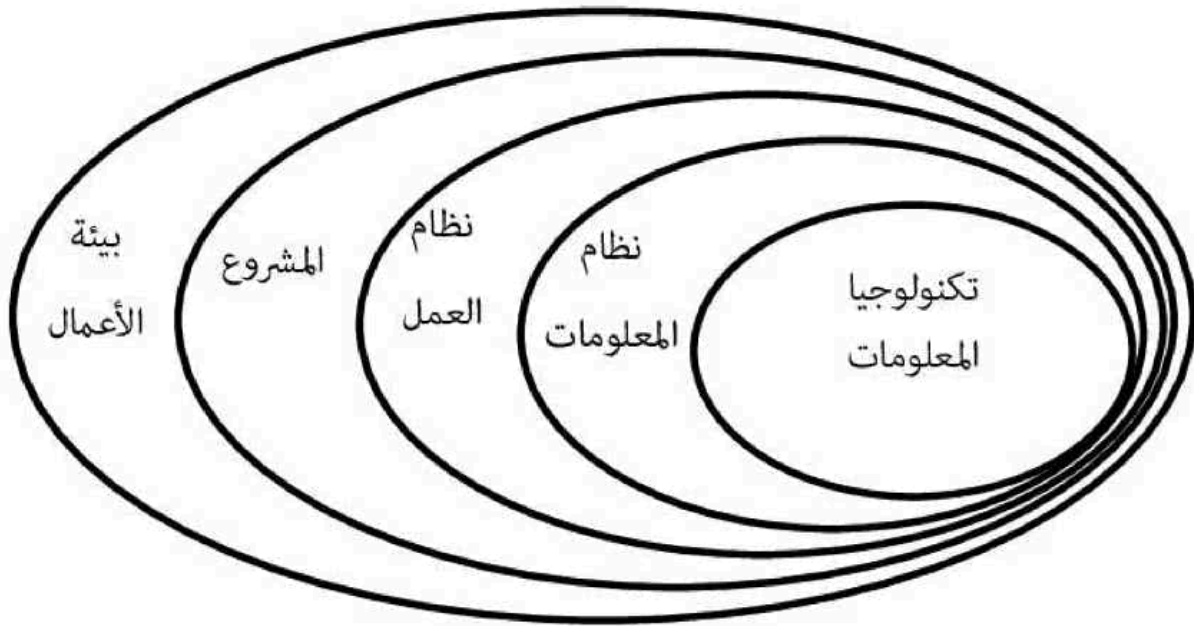 بيئة
الأعمال
المشروع
نظام
العمل
نظام
المعلومات
تكنولوجيا
المعلومات